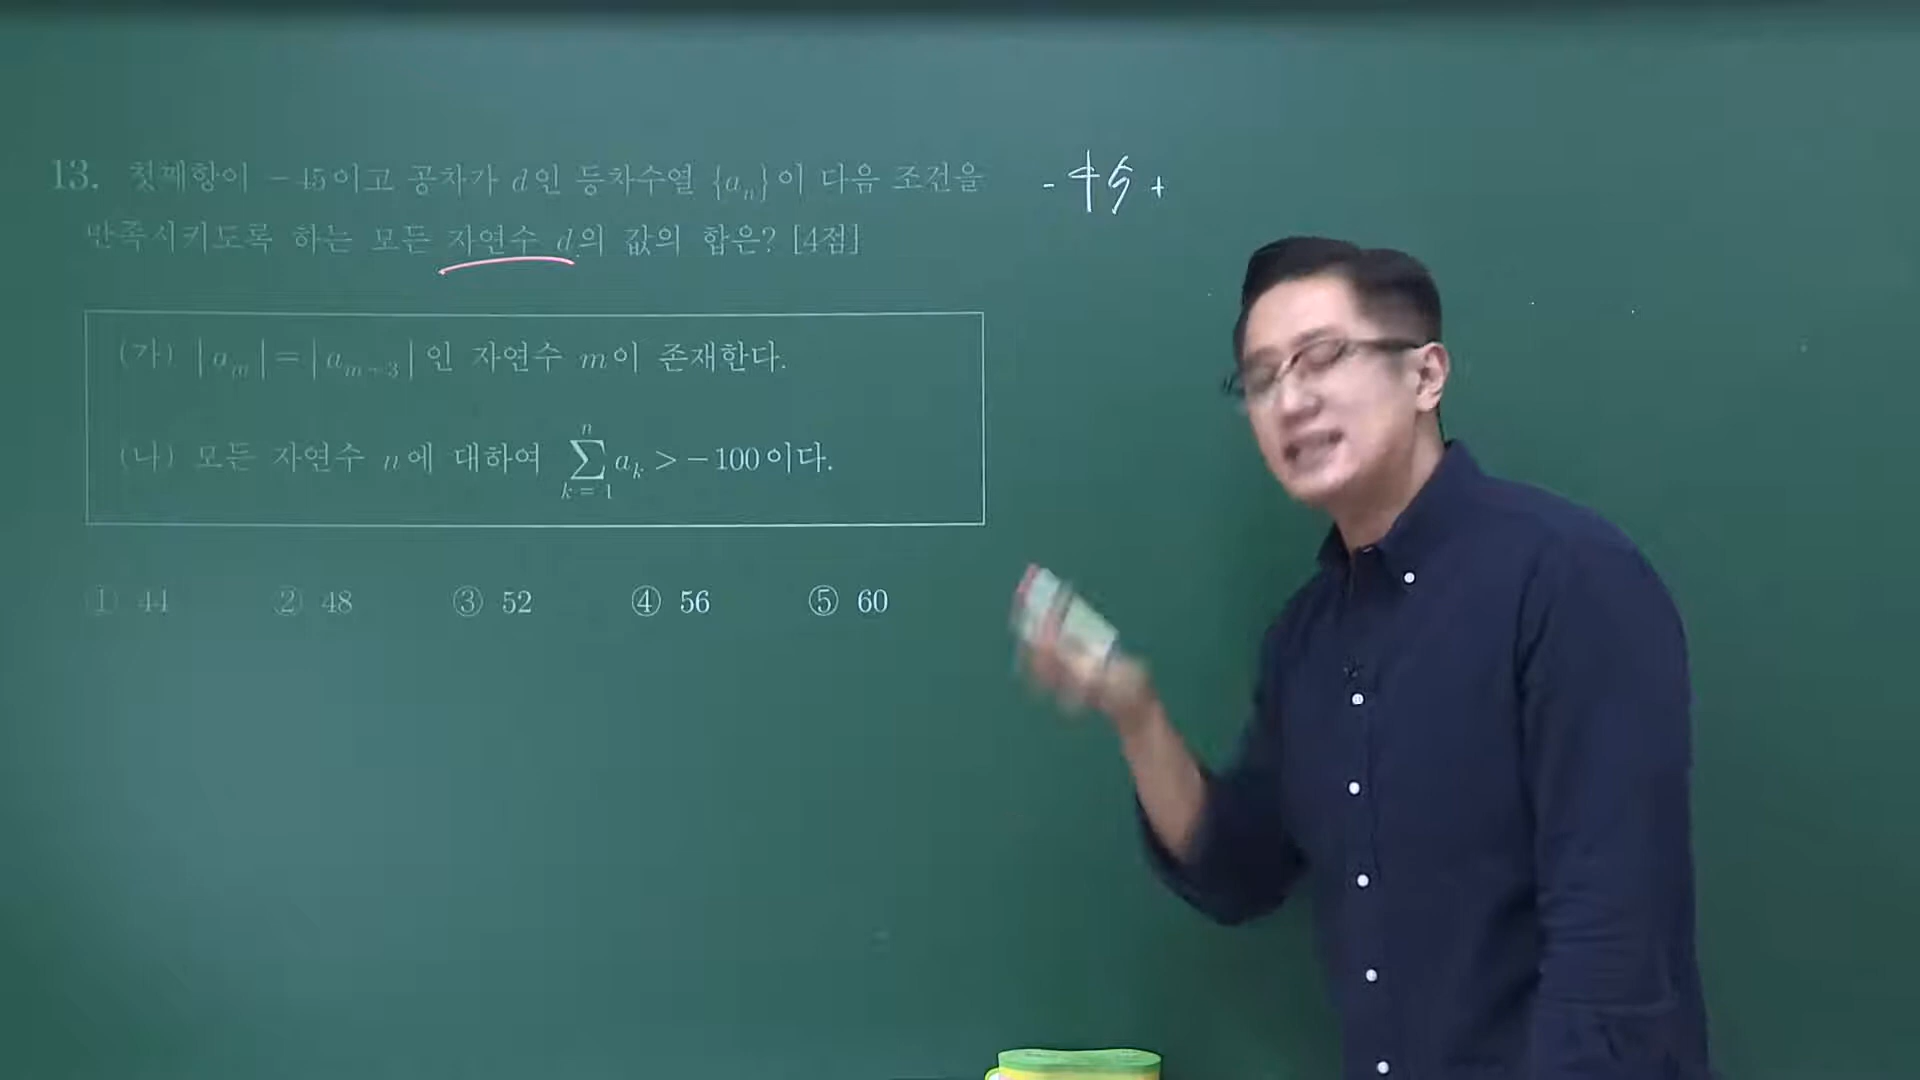 13. 첫째항이 -45이고 공차가 d인 등차수열 {aₙ}이 다음 조건을
만족시키도록 하는 모든 자연수 d의 값의 합은? [4점]
(가) |aₘ| = |aₘ₊₃| 인 자연수 m이 존재한다.
(나) 모든 자연수 n에 대하여 \sum_{k=1}^{n} aₖ > -100이다.
① 44 ② 48 ③ 52 ④ 56 ⑤ 60
- 45 +